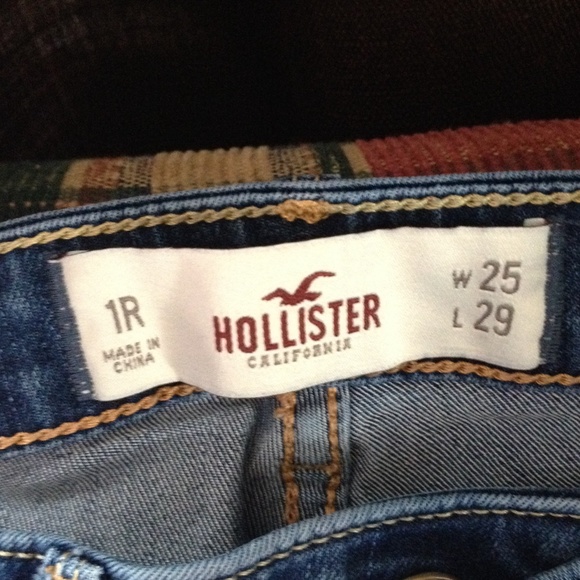 1R
MADE IN
CHINA
HOLLISTER
CALIFORNIA
W 25
L 29